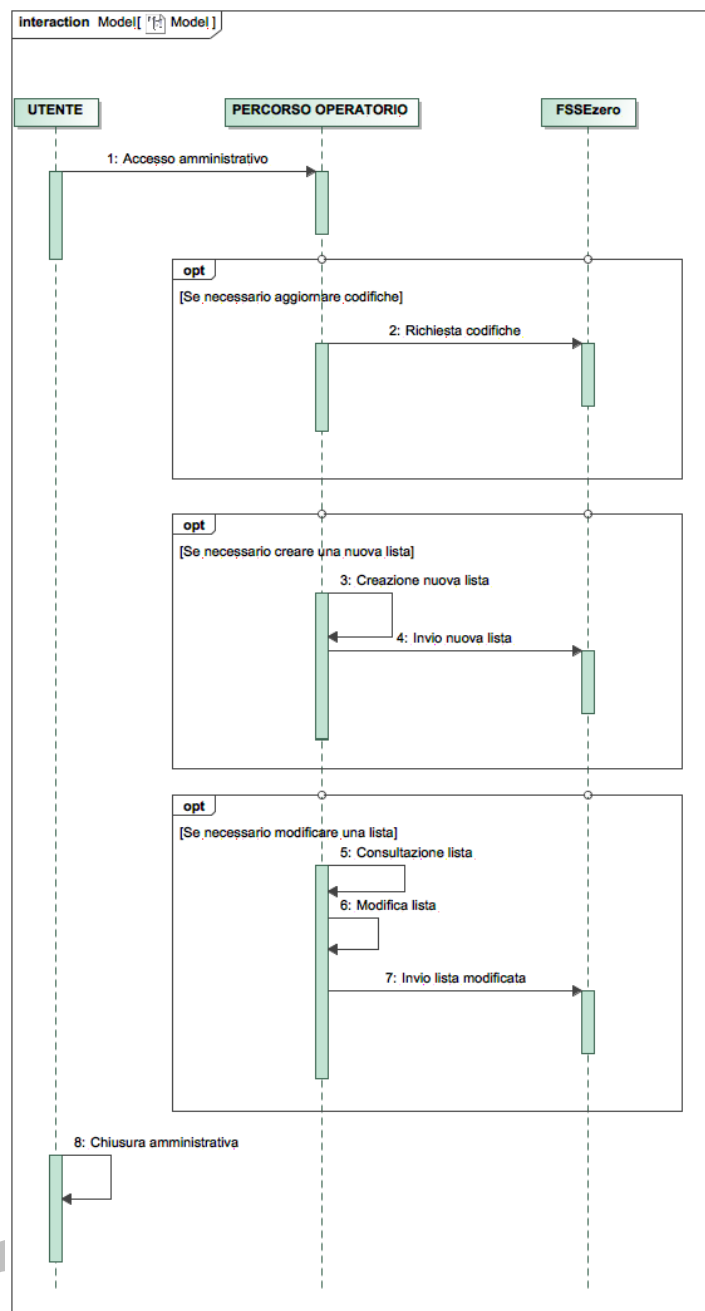 interaction Model[ Model ]
UTENTE
PERCORSO OPERATORIO
FSSEzero
1: Accesso amministrativo
opt
[Se necessario aggiornare codifiche]
2: Richiesta codifiche
opt
[Se necessario creare una nuova lista]
3: Creazione nuova lista
4: Invio nuova lista
opt
[Se necessario modificare una lista]
5: Consultazione lista
6: Modifica lista
7: Invio lista modificata
8: Chiusura amministrativa